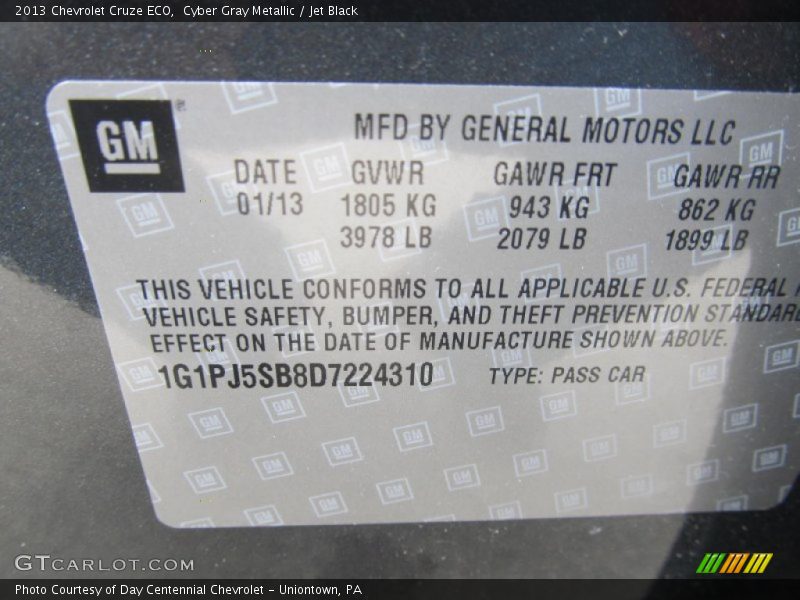 2013 Chevrolet Cruze ECO, Cyber Gray Metallic / Jet Black
GM
®
MFD BY GENERAL MOTORS LLC
DATE GVWR GAWR FRT GAWR RR
01/13 1805 KG 943 KG 862 KG
3978 LB 2079 LB 1899 LB
THIS VEHICLE CONFORMS TO ALL APPLICABLE U.S. FEDERAL
VEHICLE SAFETY, BUMPER, AND THEFT PREVENTION STANDARD
EFFECT ON THE DATE OF MANUFACTURE SHOWN ABOVE.
1G1PJ5SB8D7224310 TYPE: PASS CAR
GTCARLOT.COM
Photo Courtesy of Day Centennial Chevrolet - Uniontown, PA